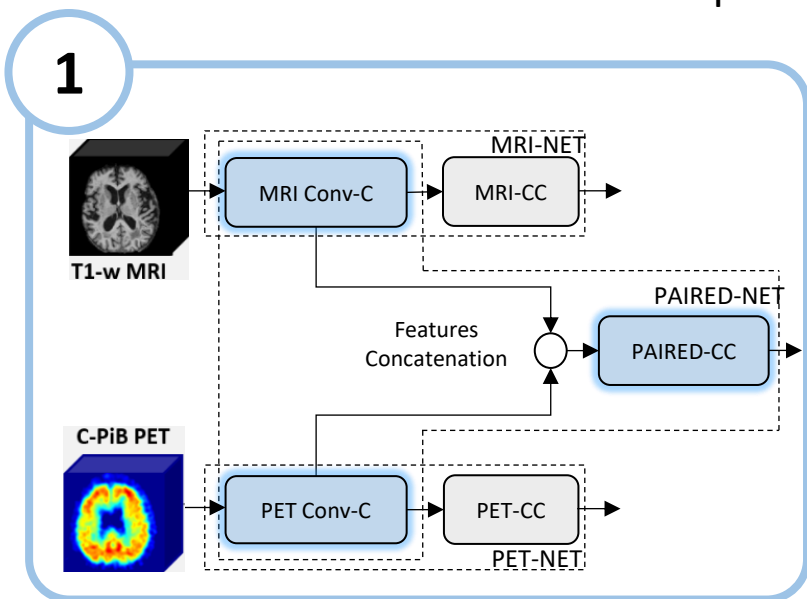 1
MRI-NET
MRI Conv-C
MRI-CC
T1-w MRI
PAIRED-NET
Features
Concatenation
PAIRED-CC
C-PiB PET
PET Conv-C
PET-CC
PET-NET